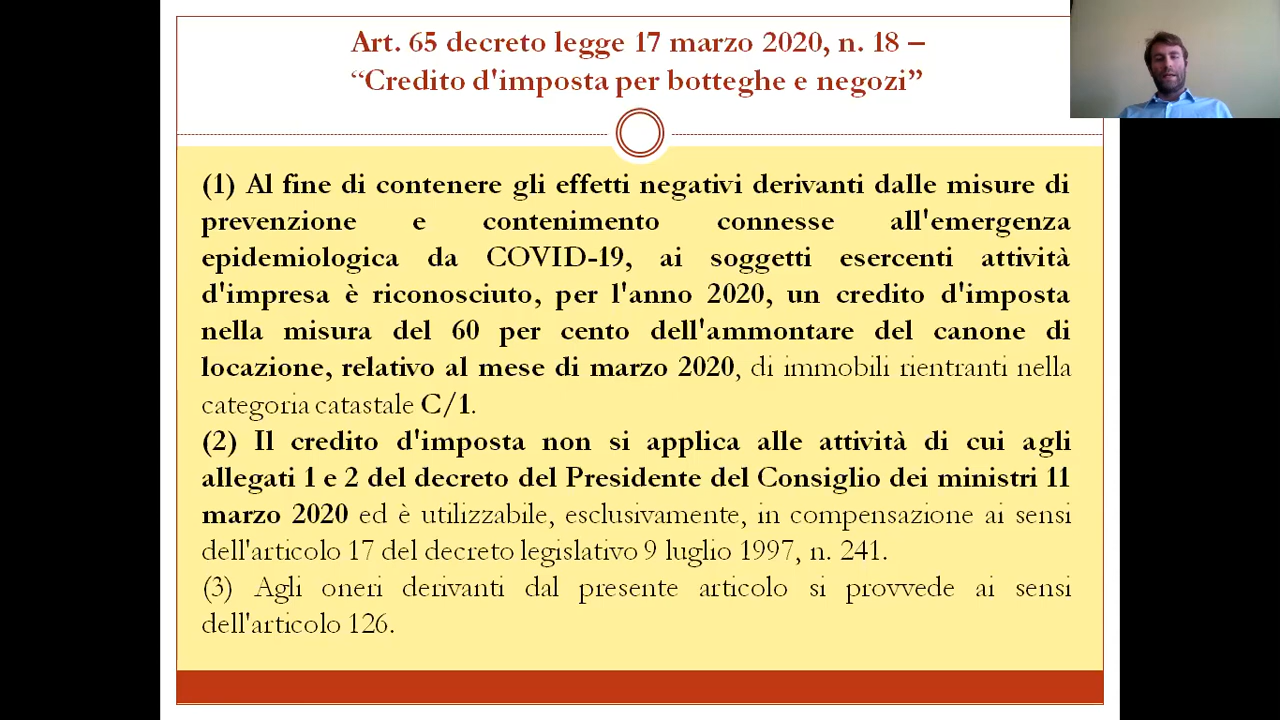 Art. 65 decreto legge 17 marzo 2020, n. 18 –
“Credito d'imposta per botteghe e negozi”
(1) Al fine di contenere gli effetti negativi derivanti dalle misure di
prevenzione e contenimento connesse all'emergenza
epidemiologica da COVID-19, ai soggetti esercenti attività
d'impresa è riconosciuto, per l'anno 2020, un credito d'imposta
nella misura del 60 per cento dell'ammontare del canone di
locazione, relativo al mese di marzo 2020, di immobili rientranti nella
categoria catastale C/1.
(2) Il credito d'imposta non si applica alle attività di cui agli
allegati 1 e 2 del decreto del Presidente del Consiglio dei ministri 11
marzo 2020 ed è utilizzabile, esclusivamente, in compensazione ai sensi
dell'articolo 17 del decreto legislativo 9 luglio 1997, n. 241.
(3) Agli oneri derivanti dal presente articolo si provvede ai sensi
dell'articolo 126.